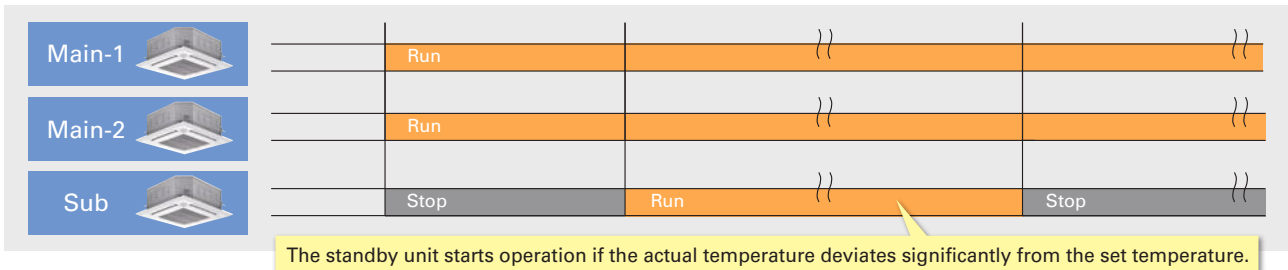 Main-1
Run
Main-2
Run
Sub
Stop
Run
Stop
The standby unit starts operation if the actual temperature deviates significantly from the set temperature.